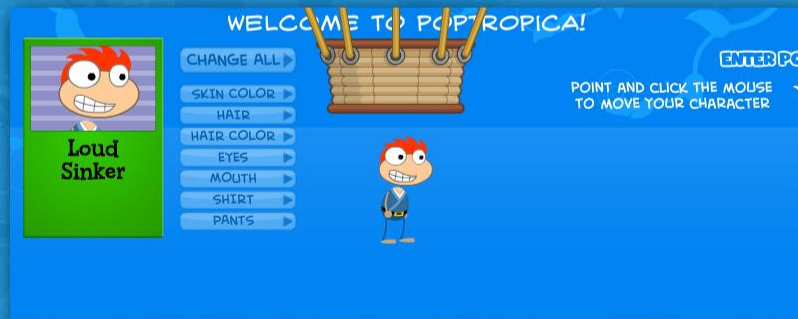 WELCOME TO POPTROPICA!
CHANGE ALL
ENTER
POINT AND CLICK THE MOUSE
TO MOVE YOUR CHARACTER
SKIN COLOR
HAIR
HAIR COLOR
EYES
MOUTH
SHIRT
PANTS
Loud
Sinker